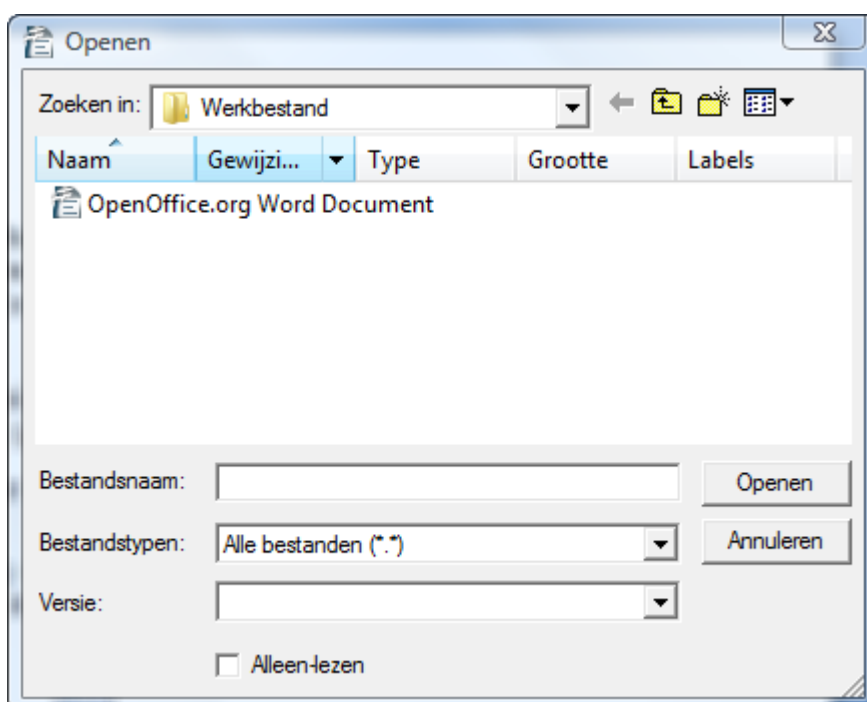 Openen
Zoeken in: Werkbestand
Naam Gewijzi... Type Grootte Labels
OpenOffice.org Word Document
Bestandsnaam: Openen
Bestandstypen: Alle bestanden (*.*) Annuleren
Versie:
Alleen-lezen